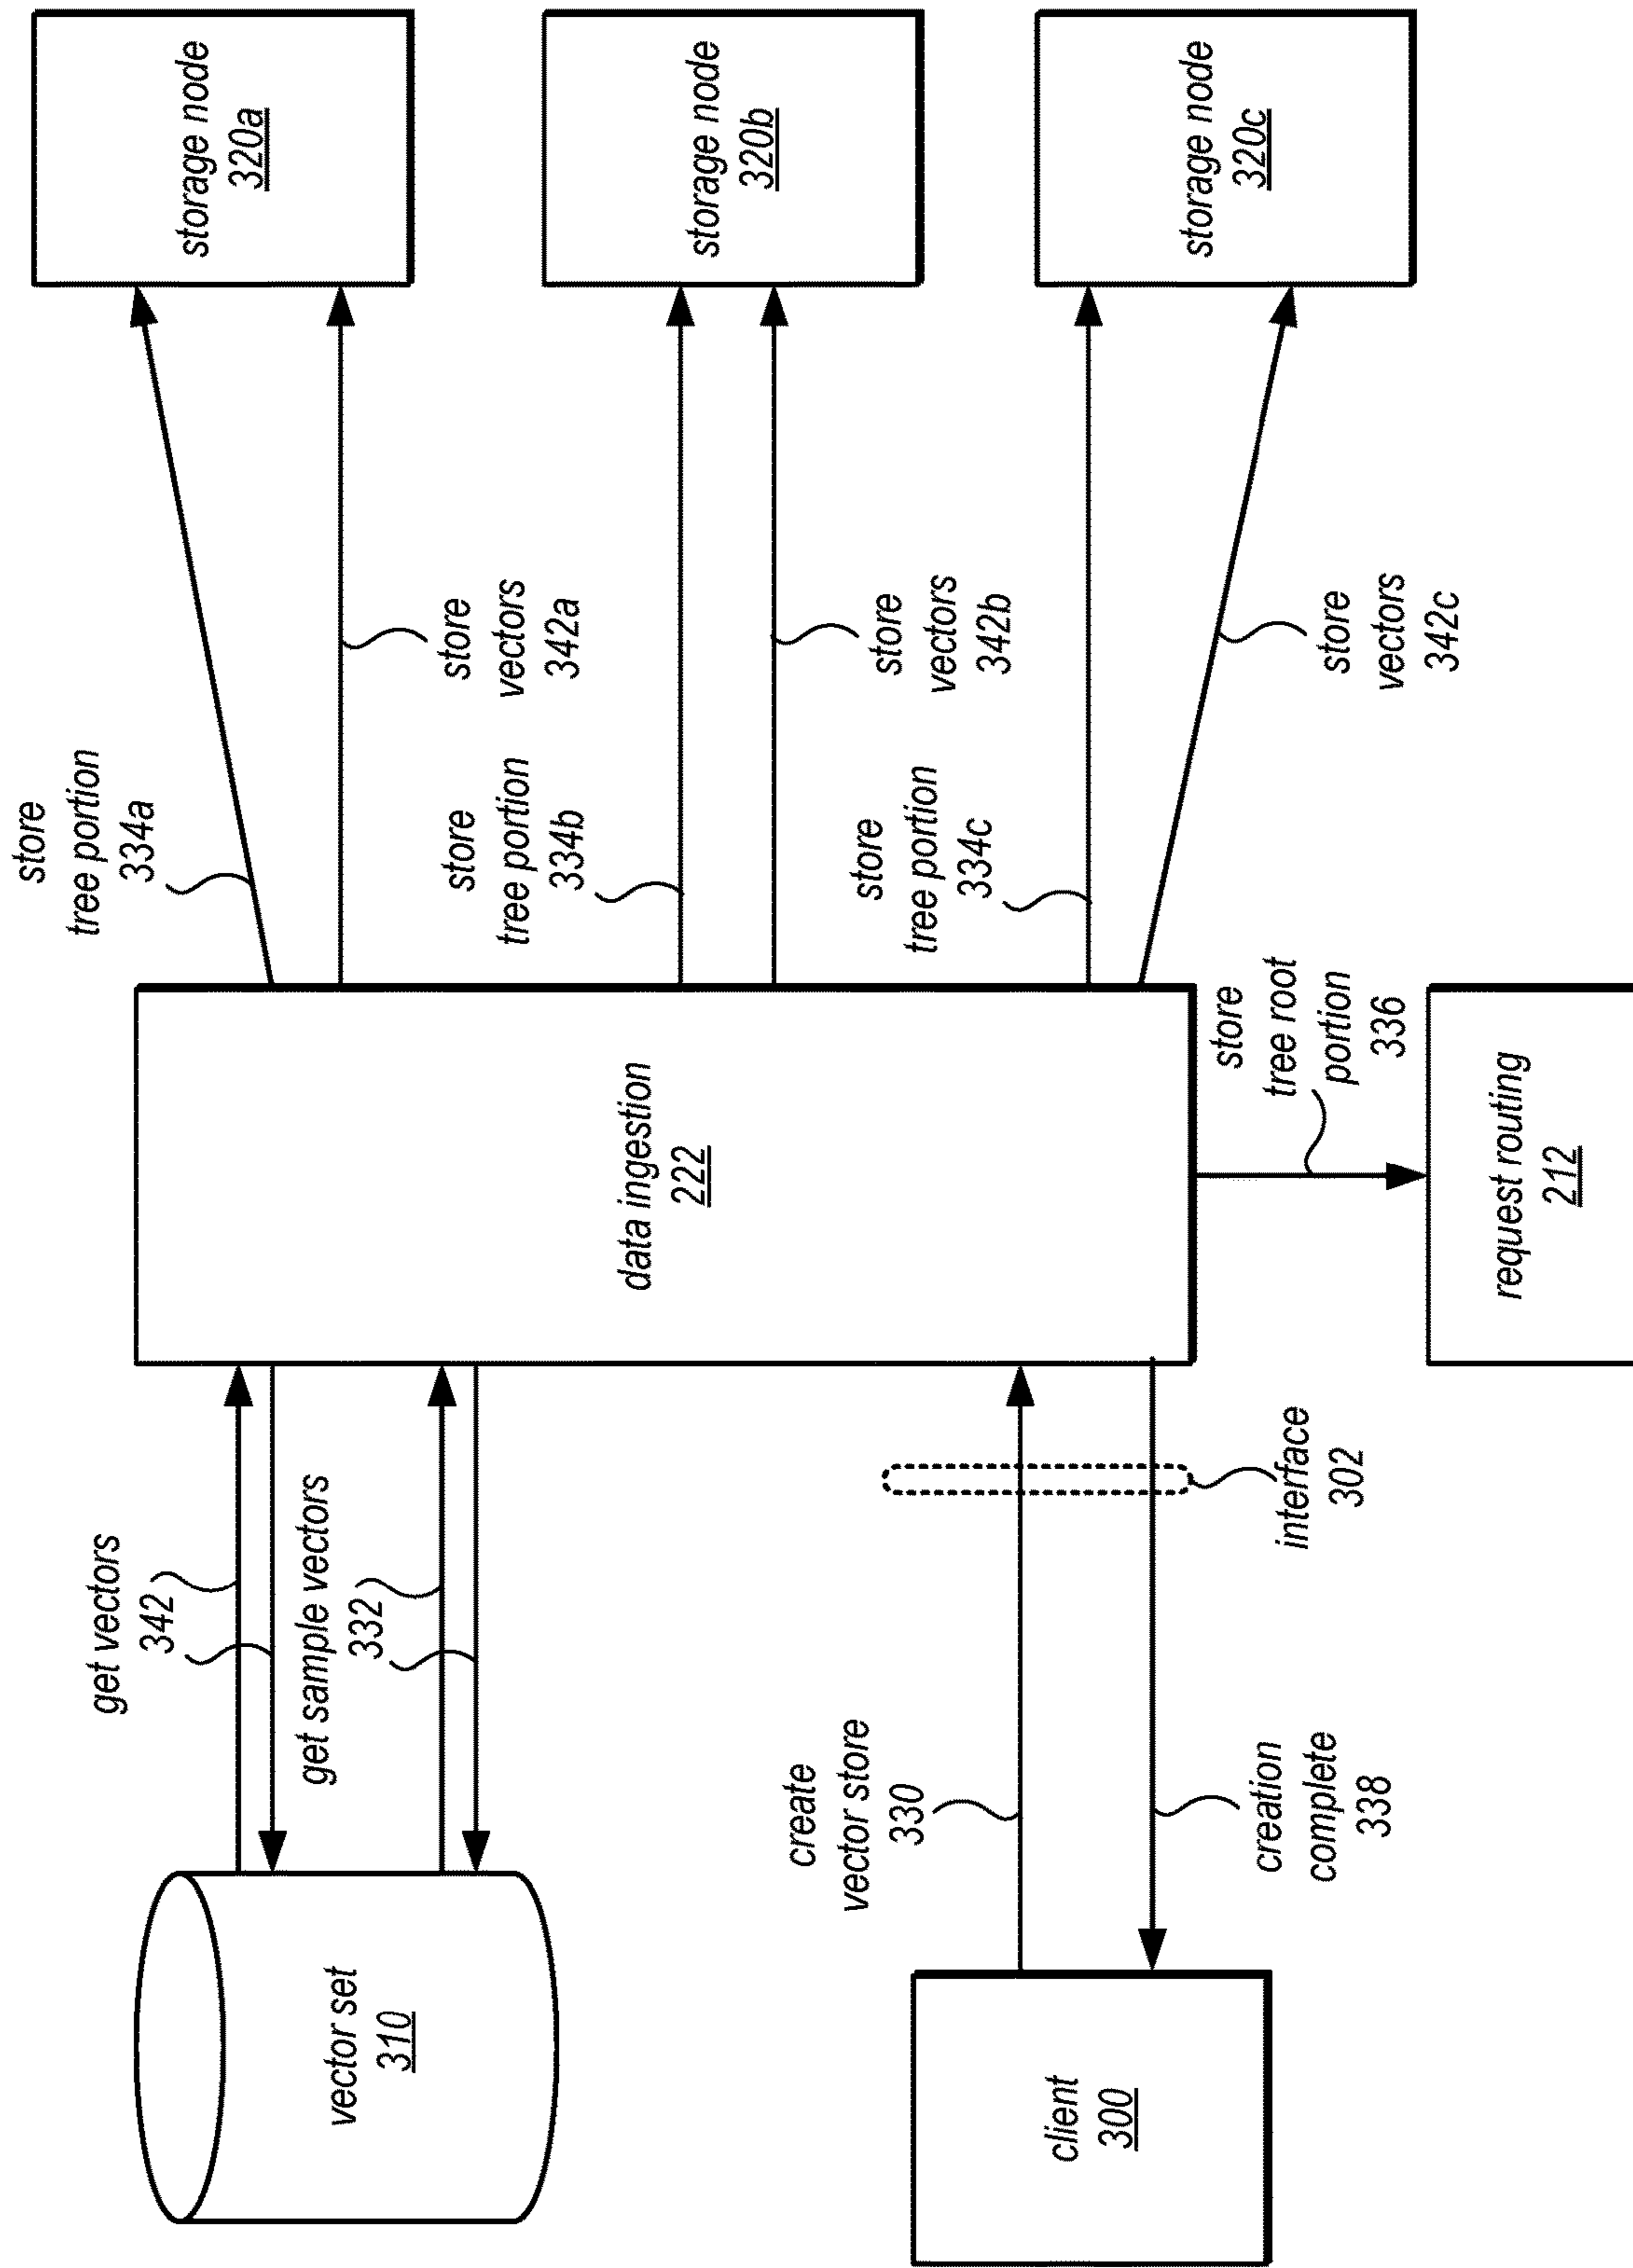 vector set
310
get vectors
342
get sample vectors
332
client
300
create
vector store
330
creation
complete
338
interface
302
data ingestion
222
request routing
212
store
tree root
portion
336
store
tree portion
334a
store
vectors
342a
store
tree portion
334b
store
vectors
342b
store
tree portion
334c
store
vectors
342c
storage node
320a
storage node
320b
storage node
320c